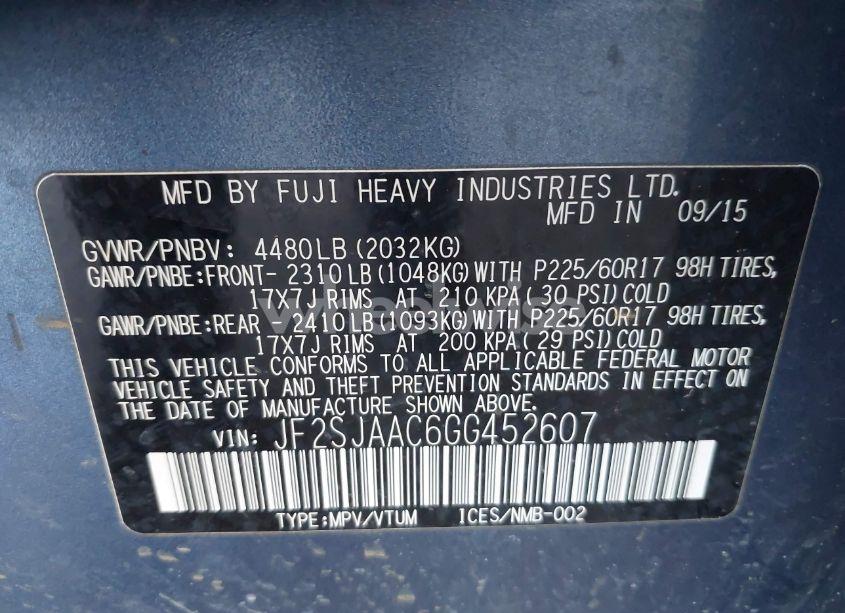 MFD BY FUJI HEAVY INDUSTRIES LTD.
MFD IN 09/15
GVWR/PNBV: 4480LB(2032KG)
GAWR/PNBE:FRONT- 2310LB(1048KG)WITH P225/60R17 98H TIRES,
17X7J RIMS AT 210 KPA(30 PSI)COLD
GAWR/PNBE:REAR - 2410LB(1093KG)WITH P225/60R17 98H TIRES,
17X7J RIMS AT 200 KPA(29 PSI)COLD
THIS VEHICLE CONFORMS TO ALL APPLICABLE FEDERAL MOTOR
VEHICLE SAFETY AND THEFT PREVENTION STANDARDS IN EFFECT ON
THE DATE OF MANUFACTURE SHOWN ABOVE.
VIN: JF2SJAAC6GG452607
TYPE:MPV/VTUM ICES/NMB-002